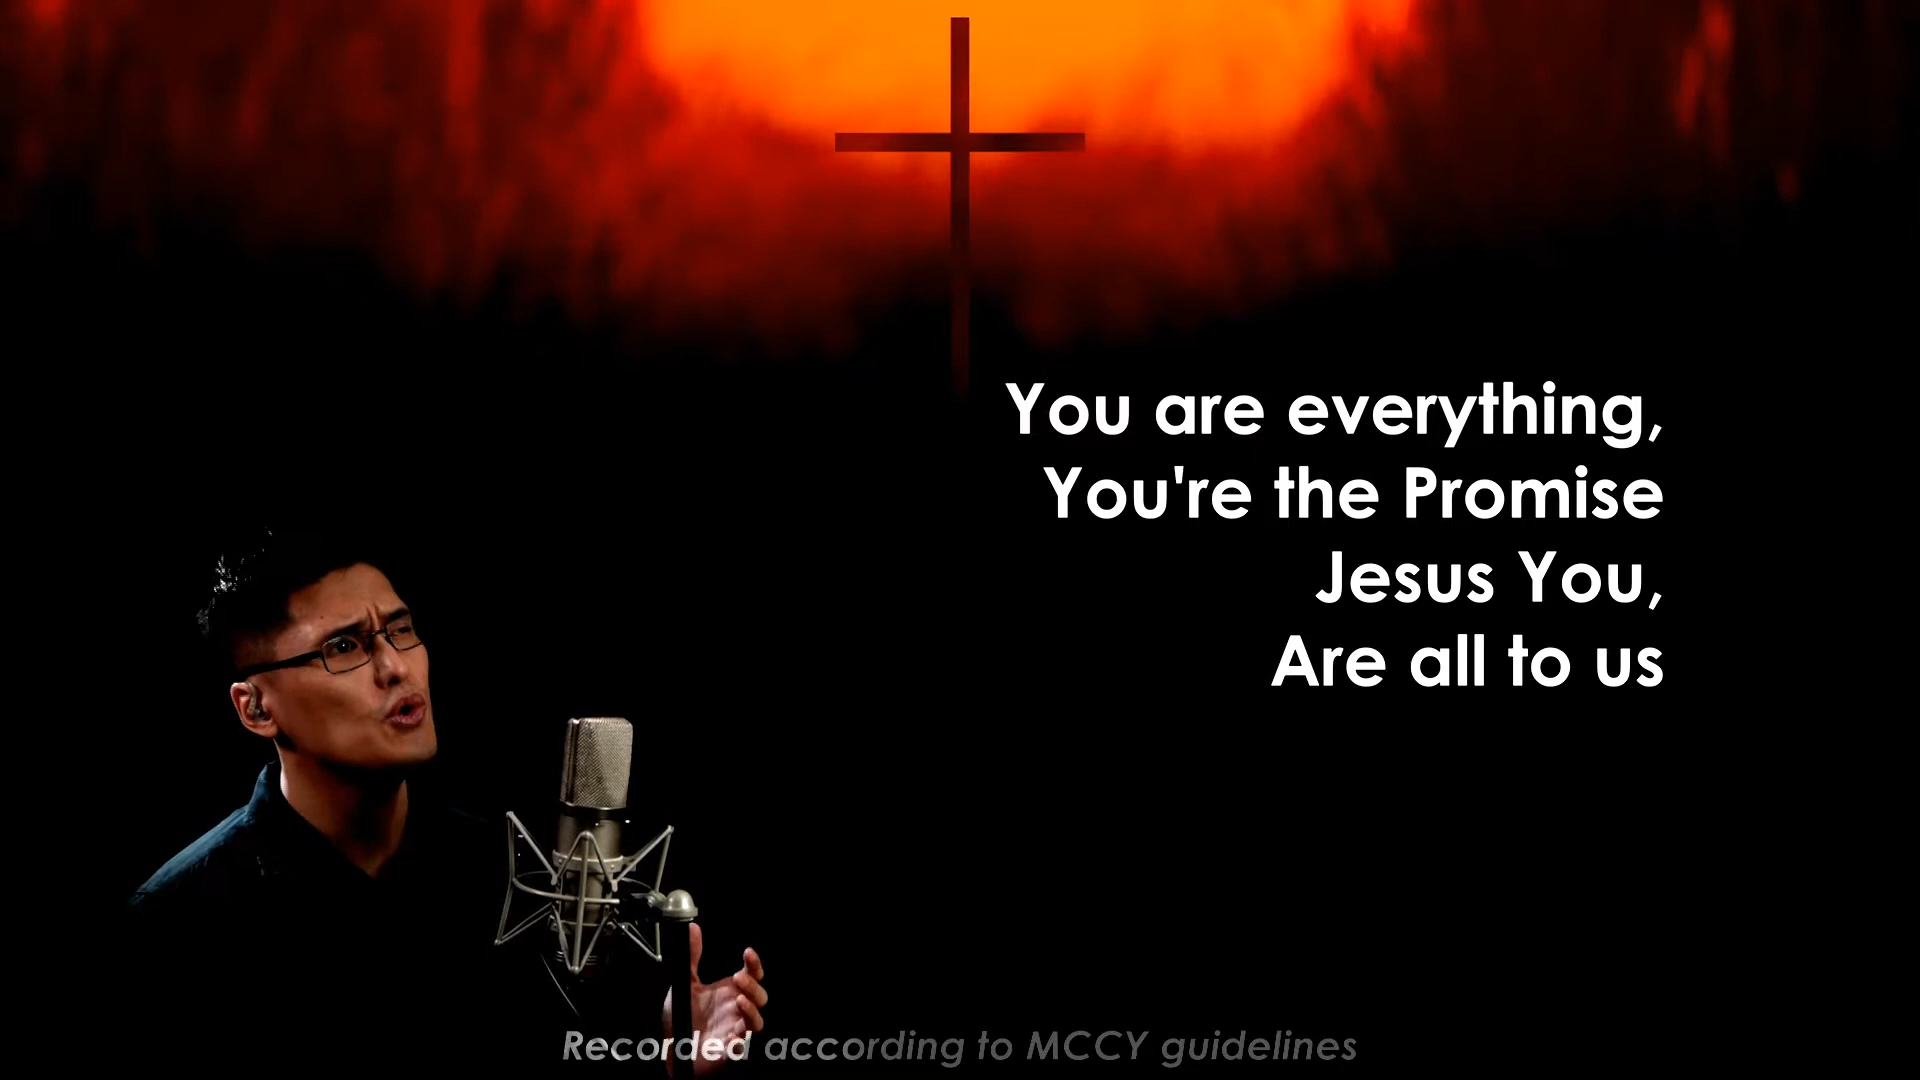 You are everything,
You're the Promise
Jesus You,
Are all to us
Recorded according to MCCY guidelines